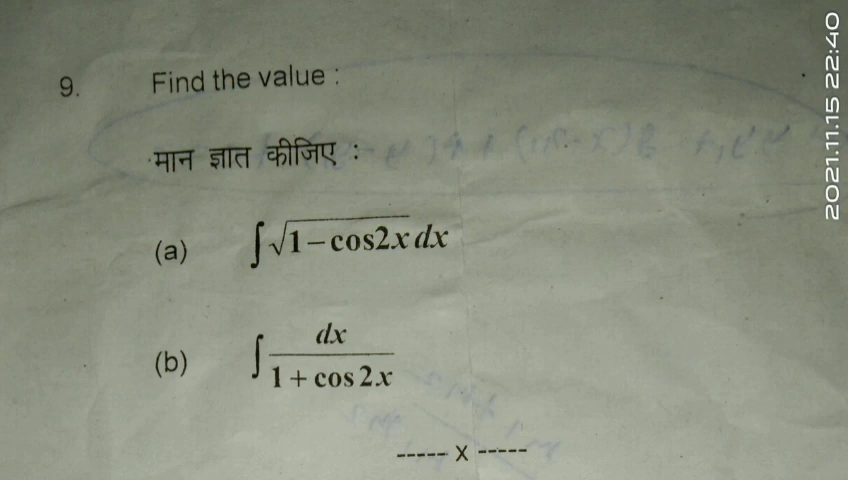 9. Find the value :
मान ज्ञात कीजिए :
(a) ∫√1−cos2x dx
(b) ∫ dx / 1 + cos 2x
----- x -----
2021.11.15 22:40